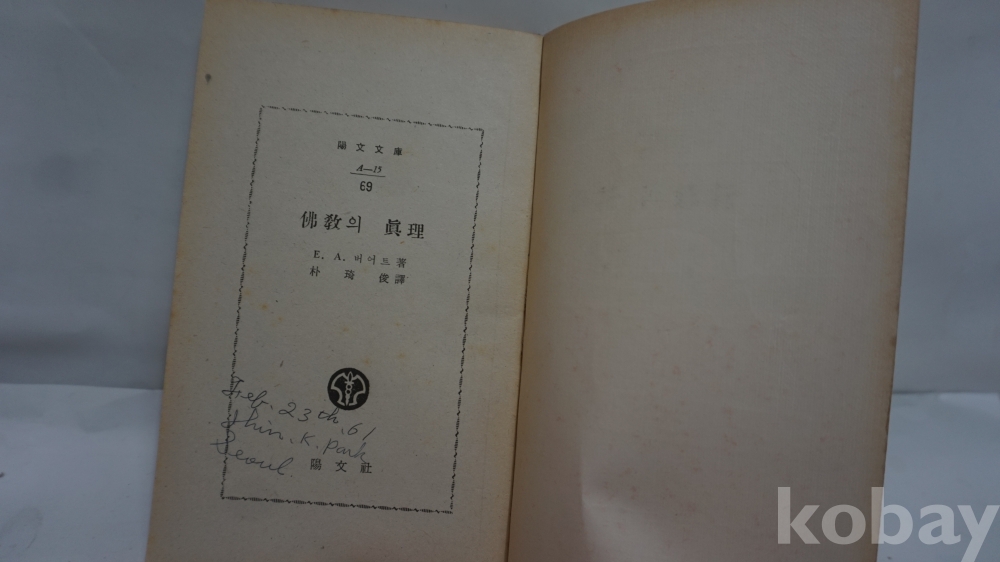 陽文文庫
A—15
69
佛敎의 眞理
E. A. 버어트 著
朴琦俊 譯
Feb. 23th. 61
Shin. K. Park
Seoul.
陽文社
kobay